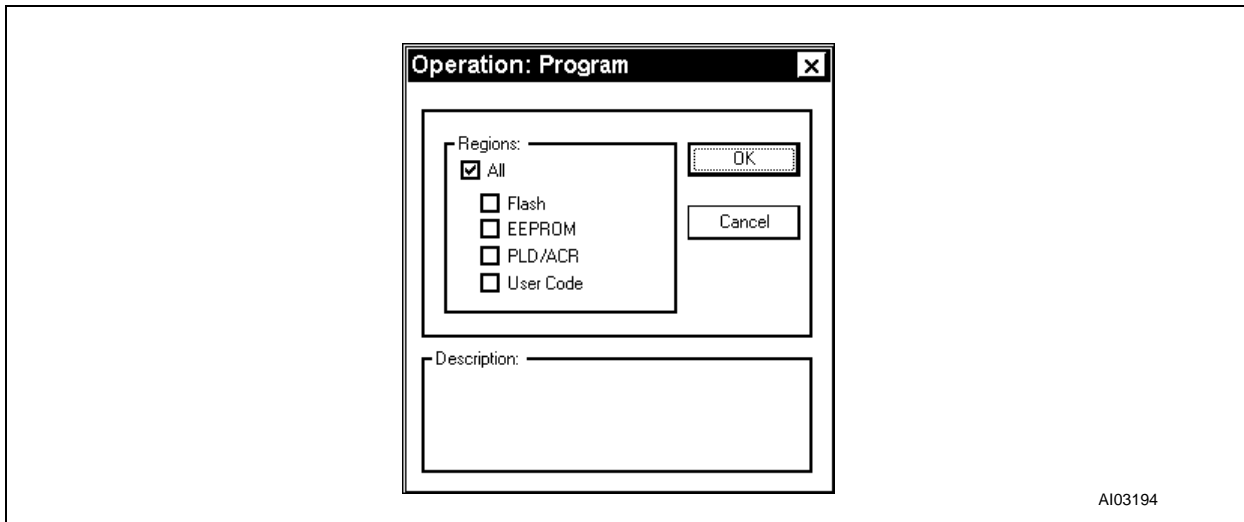 Operation: Program
Regions:
All
Flash
EEPROM
PLD/ACR
User Code
OK
Cancel
Description:
AI03194